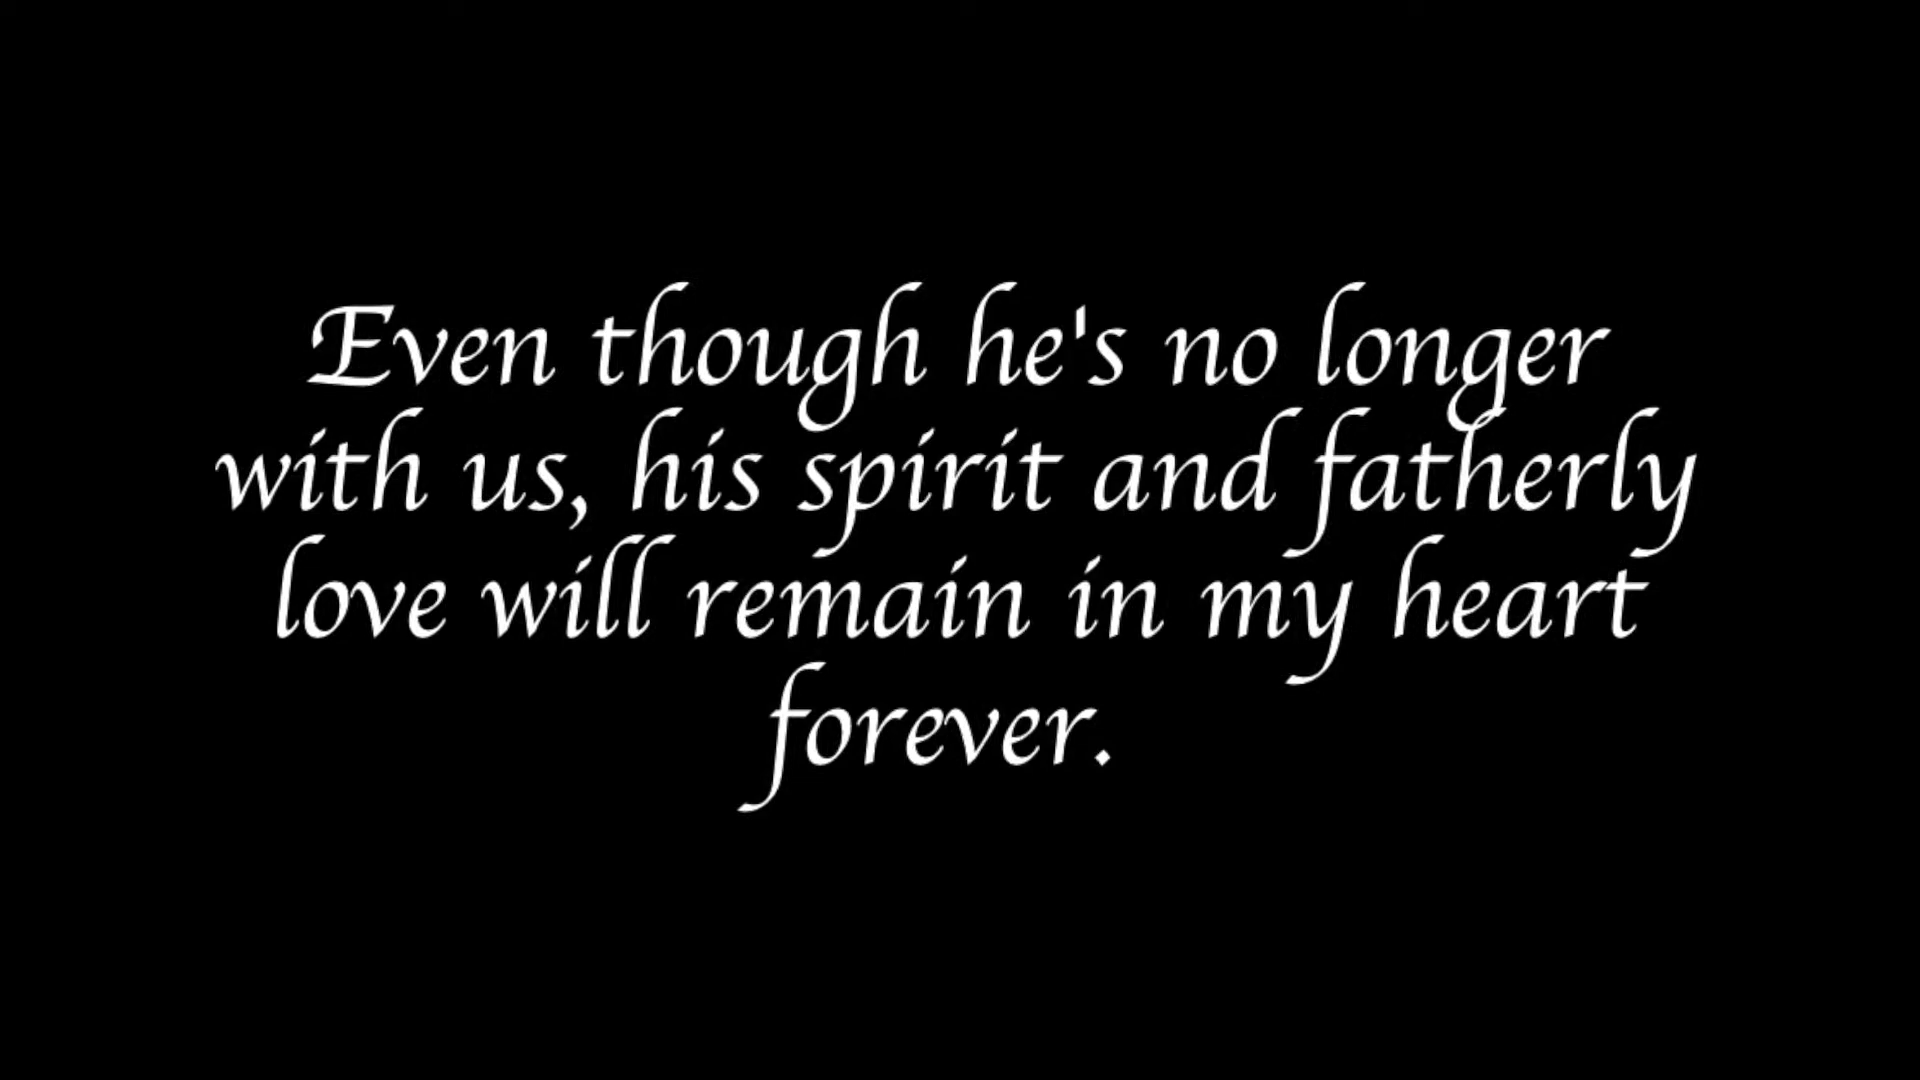 Even though he's no longer
with us, his spirit and fatherly
love will remain in my heart
forever.